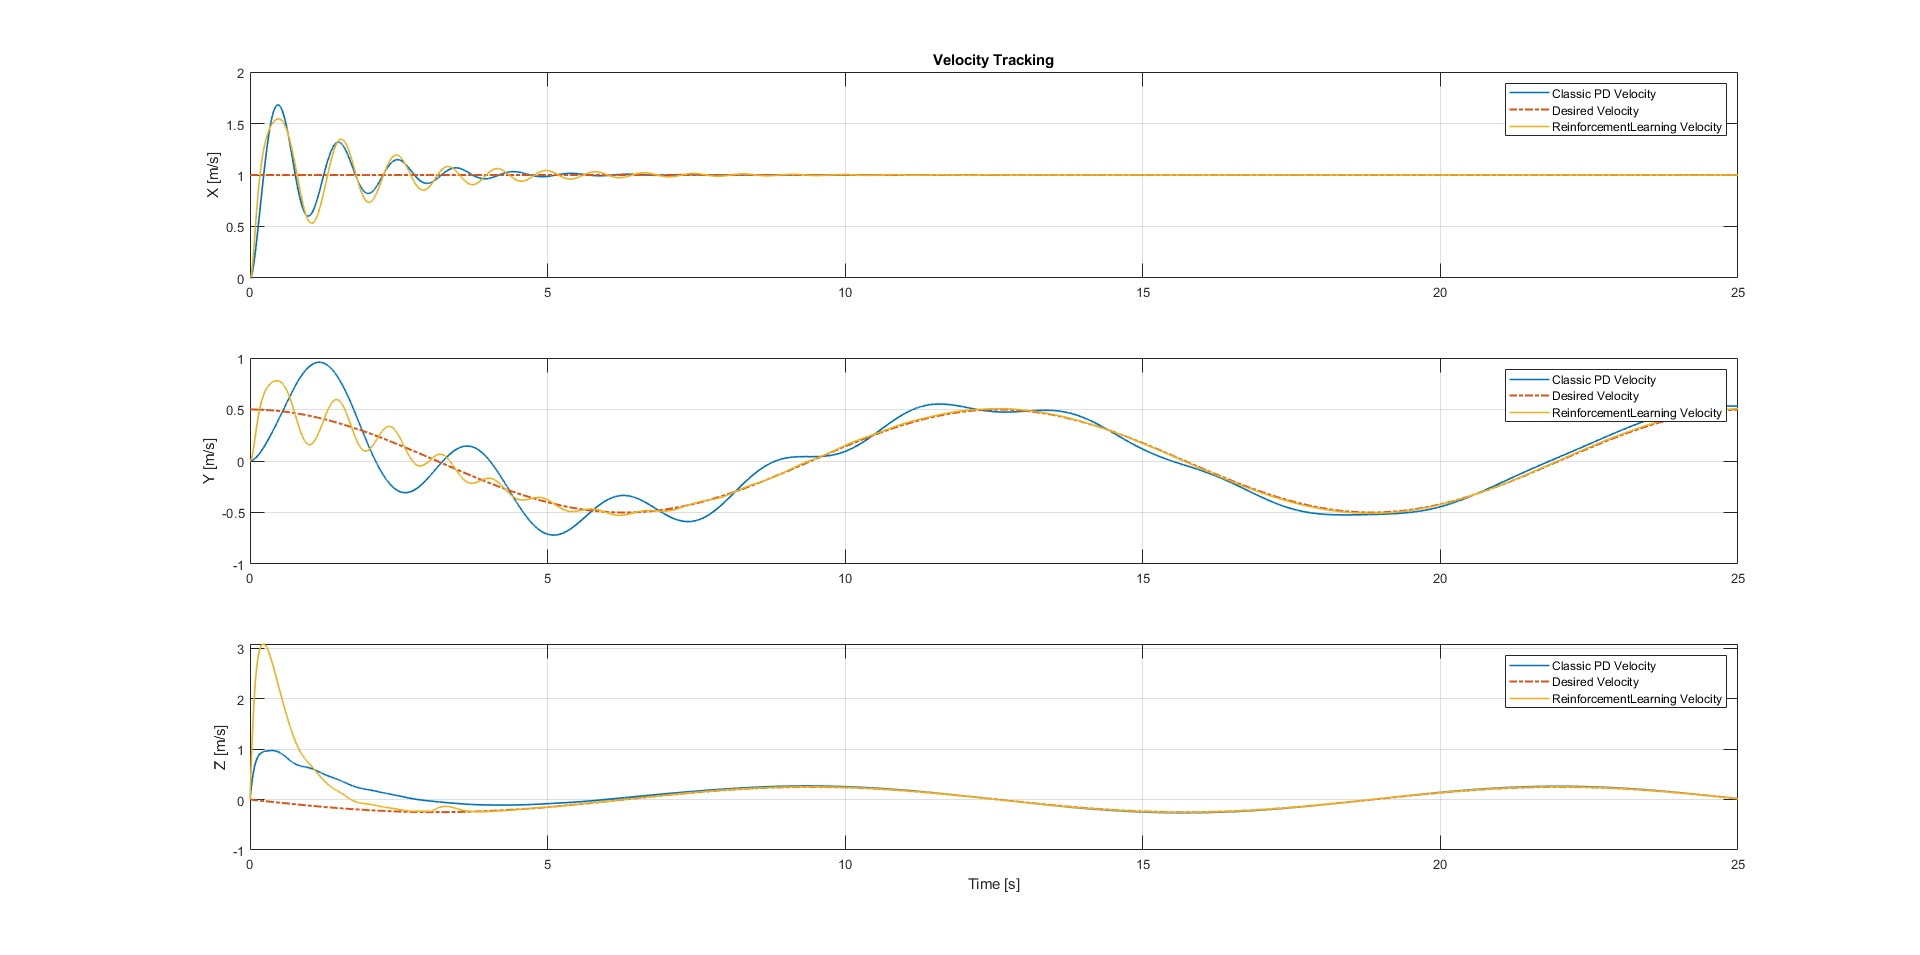 Velocity Tracking
2
1.5
1
0.5
0
X [m/s]
Classic PD Velocity
Desired Velocity
ReinforcementLearning Velocity
0 5 10 15 20 25
1
0.5
0
-0.5
-1
Y [m/s]
Classic PD Velocity
Desired Velocity
ReinforcementLearning Velocity
0 5 10 15 20 25
3
2
1
0
-1
Z [m/s]
Classic PD Velocity
Desired Velocity
ReinforcementLearning Velocity
0 5 10 15 20 25
Time [s]